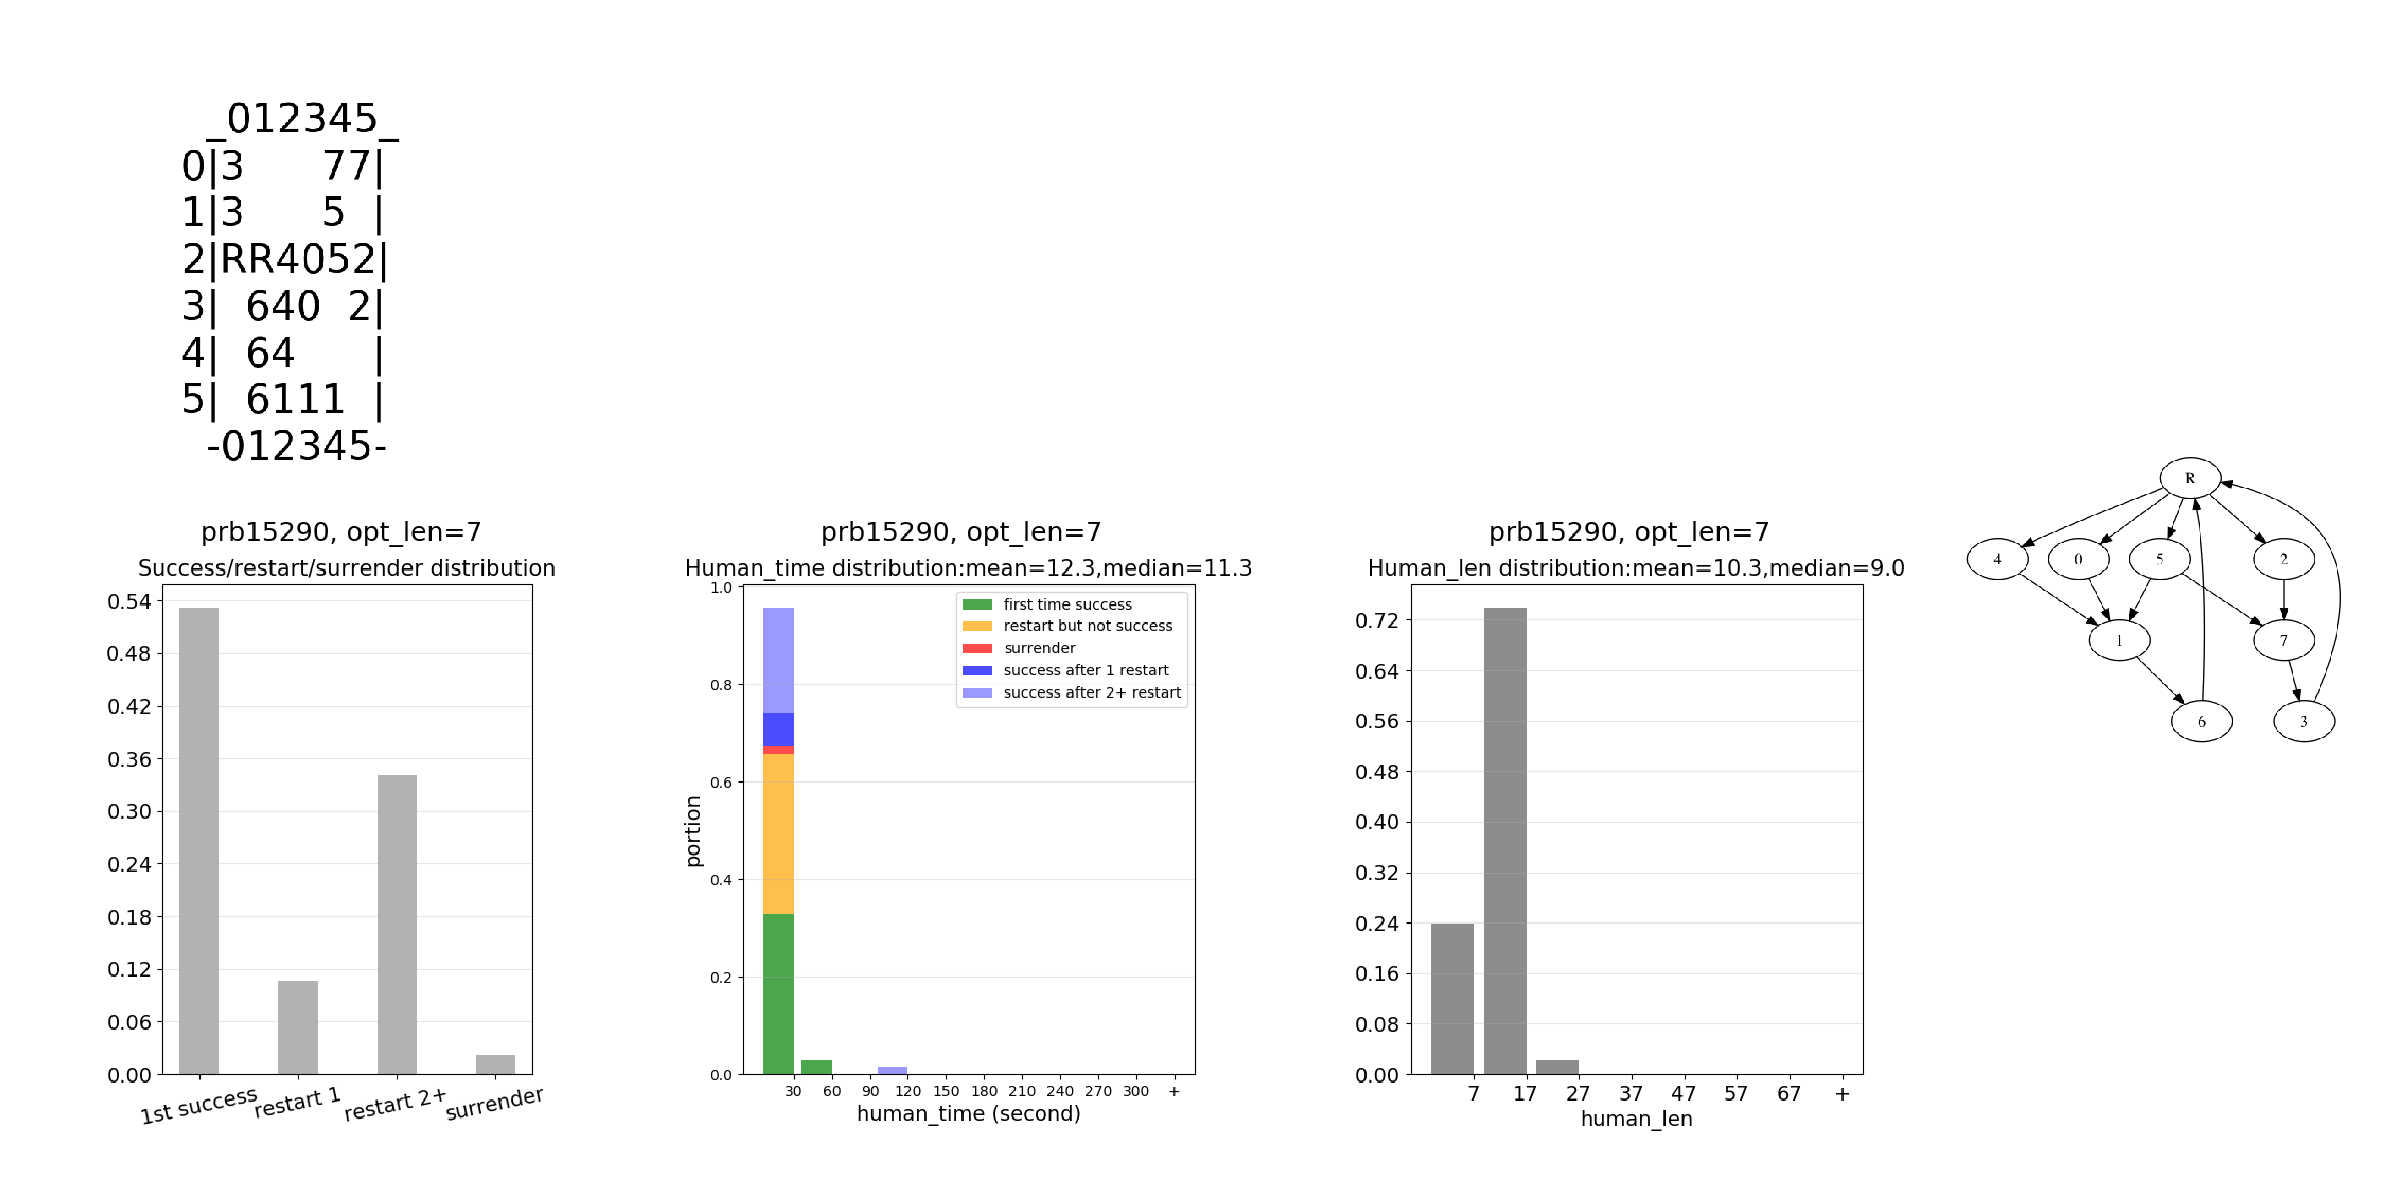 _012345_
0|3    77|
1|3    5 |
2|RR4052|
3| 640 2|
4| 64    |
5| 6111 |
-012345-
prb15290, opt_len=7
Success/restart/surrender distribution
0.54
0.48
0.42
0.36
0.30
0.24
0.18
0.12
0.06
0.00
1st success
restart 1
restart 2+
surrender
prb15290, opt_len=7
Human_time distribution:mean=12.3,median=11.3
first time success
restart but not success
surrender
success after 1 restart
success after 2+ restart
portion
1.0
0.8
0.6
0.4
0.2
0.0
30 60 90 120 150 180 210 240 270 300 +
human_time (second)
prb15290, opt_len=7
Human_len distribution:mean=10.3,median=9.0
0.72
0.64
0.56
0.48
0.40
0.32
0.24
0.16
0.08
0.00
7 17 27 37 47 57 67 +
human_len
R
4 0 5 2
1 7
6 3